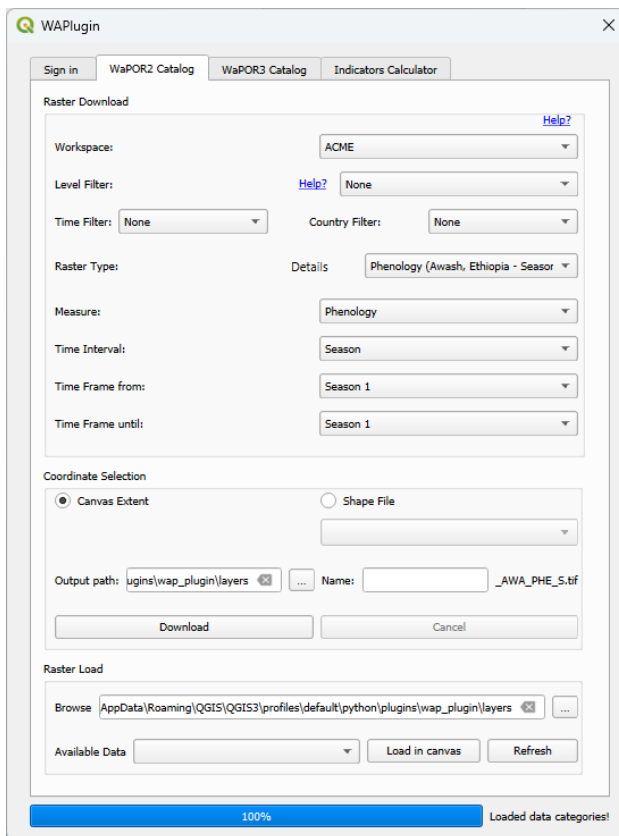 WAPlugin
Sign in WaPOR2 Catalog WaPOR3 Catalog Indicators Calculator
Raster Download
Help?
Workspace: ACME
Level Filter: Help? None
Time Filter: None Country Filter: None
Raster Type: Details Phenology (Awash, Ethiopia - Seasor
Measure: Phenology
Time Interval: Season
Time Frame from: Season 1
Time Frame until: Season 1
Coordinate Selection
Canvas Extent Shape File
Output path: ugins\wap_plugin\layers ... Name: _AWA_PHE_S.tif
Download Cancel
Raster Load
Browse AppData\Roaming\QGIS\QGIS3\profiles\default\python\plugins\wap_plugin\layers ...
Available Data Load in canvas Refresh
100% Loaded data categories!